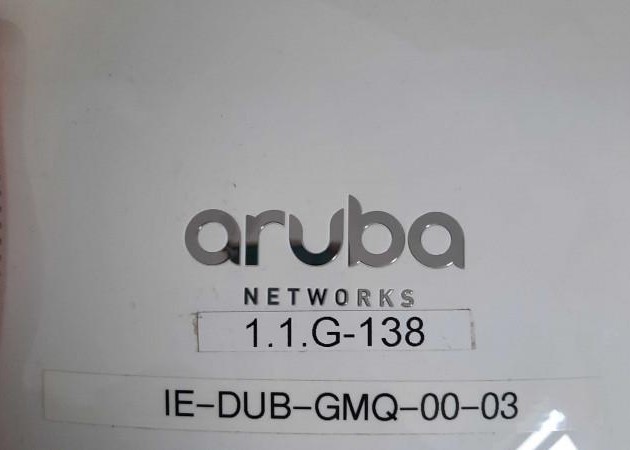 aruba
NETWORKS
1.1.G-138
IE-DUB-GMQ-00-03